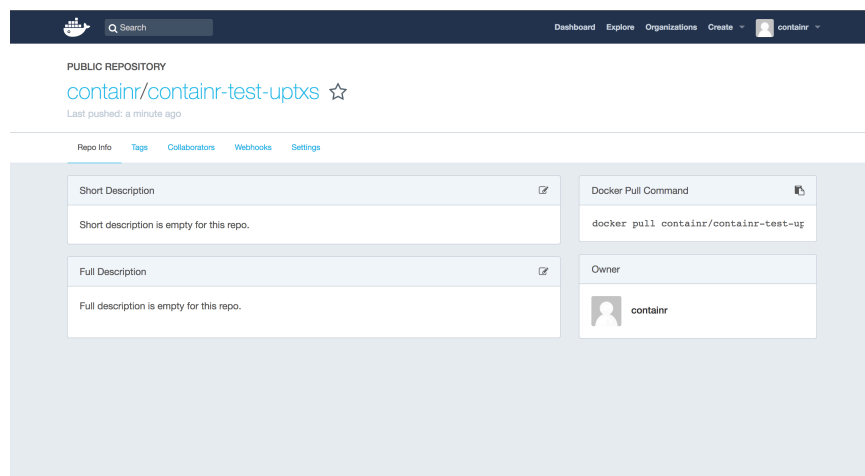 Search
Dashboard Explore Organizations Create containr
PUBLIC REPOSITORY
containr/containr-test-uptxs
Last pushed: a minute ago
Repo Info Tags Collaborators Webhooks Settings
Short Description
Short description is empty for this repo.
Full Description
Full description is empty for this repo.
Docker Pull Command
docker pull containr/containr-test-up
Owner
containr